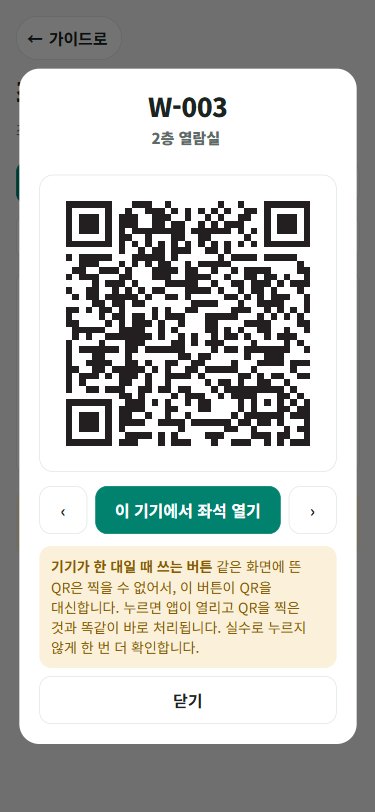 ← 가이드로
W-003
2층 열람실
‹
이 기기에서 좌석 열기
›
기기가 한 대일 때 쓰는 버튼 같은 화면에 뜬
QR은 찍을 수 없어서, 이 버튼이 QR을
대신합니다. 누르면 앱이 열리고 QR을 찍은
것과 똑같이 바로 처리됩니다. 실수로 누르지
않게 한 번 더 확인합니다.
닫기